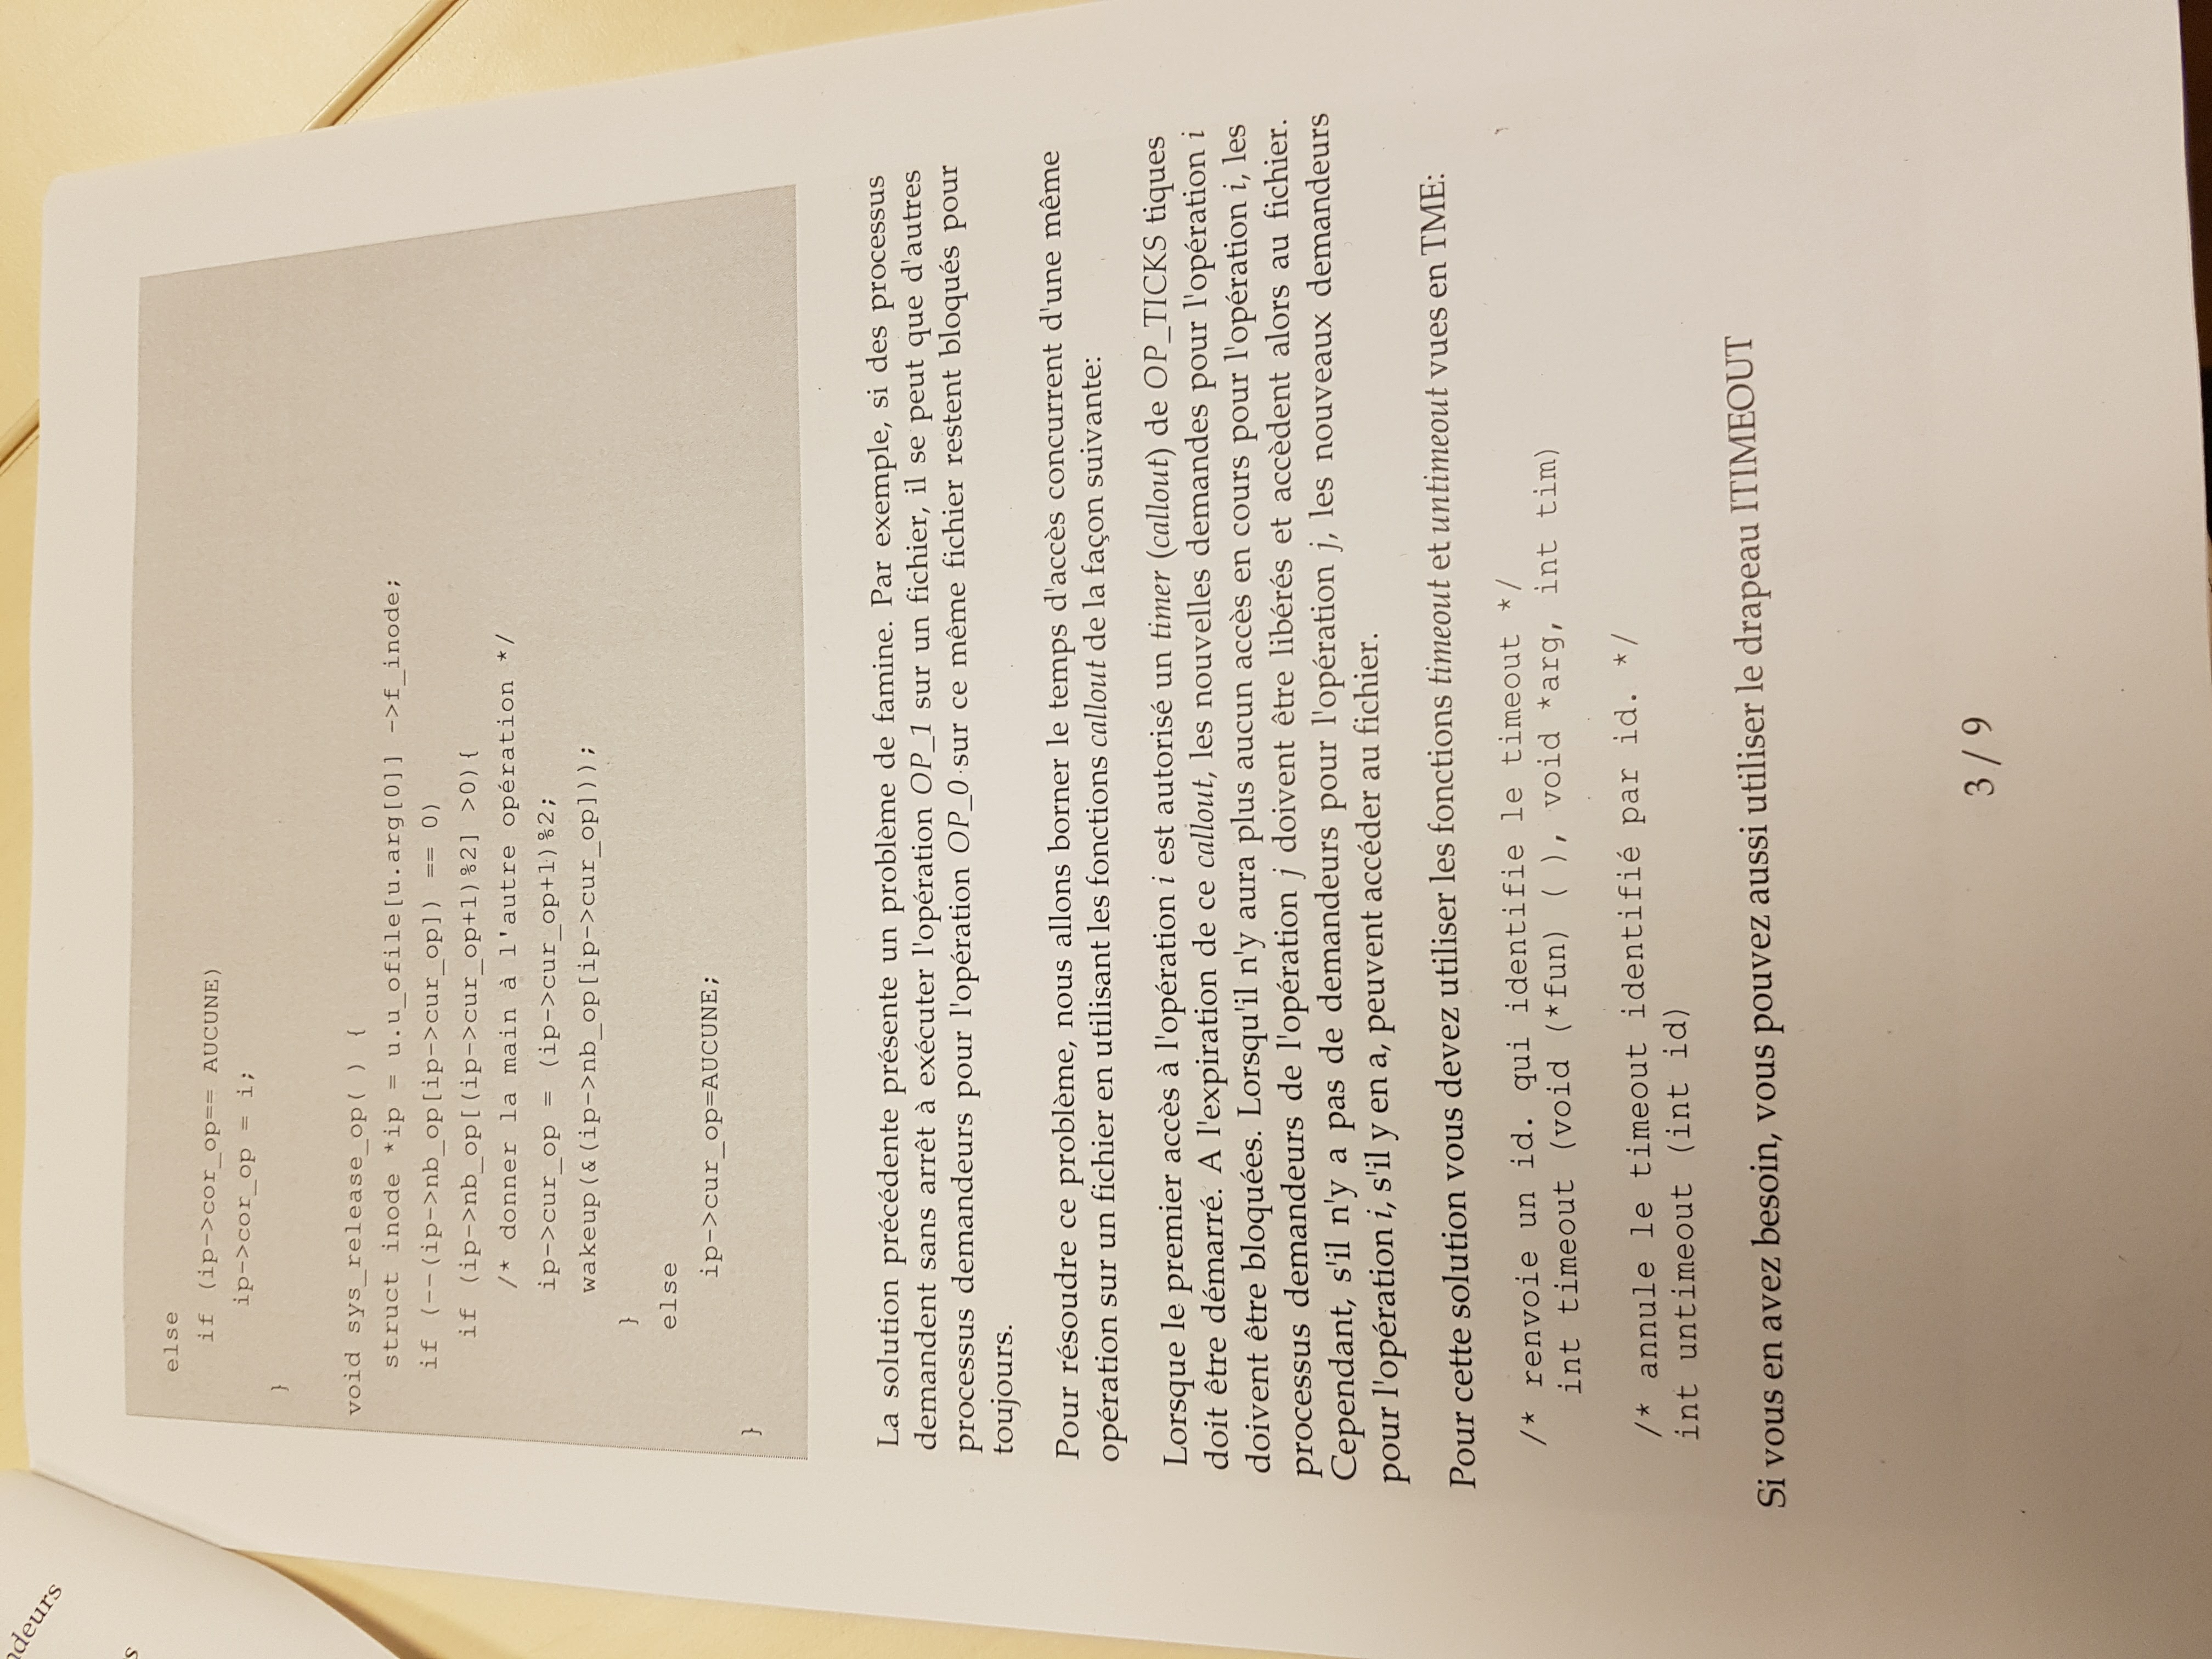 ndeurs
s
else
if (ip->cor_op== AUCUNE)
ip->cor_op = i;
}
void sys_release_op( ) {
struct inode *ip = u.u_ofile[u.arg[0]] ->f_inode;
if (--(ip->nb_op[ip->cur_op]) == 0)
if (ip->nb_op[(ip->cur_op+1)%2] >0){
/* donner la main à l'autre opération */
ip->cur_op = (ip->cur_op+1)%2;
wakeup(&(ip->nb_op[ip->cur_op]));
}
else
ip->cur_op=AUCUNE;
}
La solution précédente présente un problème de famine. Par exemple, si des processus
demandent sans arrêt à exécuter l'opération OP_1 sur un fichier, il se peut que d'autres
processus demandeurs pour l'opération OP_0 sur ce même fichier restent bloqués pour
toujours.
Pour résoudre ce problème, nous allons borner le temps d'accès concurrent d'une même
opération sur un fichier en utilisant les fonctions callout de la façon suivante:
Lorsque le premier accès à l'opération i est autorisé un timer (callout) de OP_TICKS tiques
doit être démarré. A l'expiration de ce callout, les nouvelles demandes pour l'opération i
doivent être bloquées. Lorsqu'il n'y aura plus aucun accès en cours pour l'opération i, les
processus demandeurs de l'opération j doivent être libérés et accèdent alors au fichier.
Cependant, s'il n'y a pas de demandeurs pour l'opération j, les nouveaux demandeurs
pour l'opération i, s'il y en a, peuvent accéder au fichier.
Pour cette solution vous devez utiliser les fonctions timeout et untimeout vues en TME:
/* renvoie un id. qui identifie le timeout */
int timeout (void (*fun) ( ), void *arg, int tim)
/* annule le timeout identifié par id. */
int untimeout (int id)
Si vous en avez besoin, vous pouvez aussi utiliser le drapeau ITIMEOUT
3 / 9